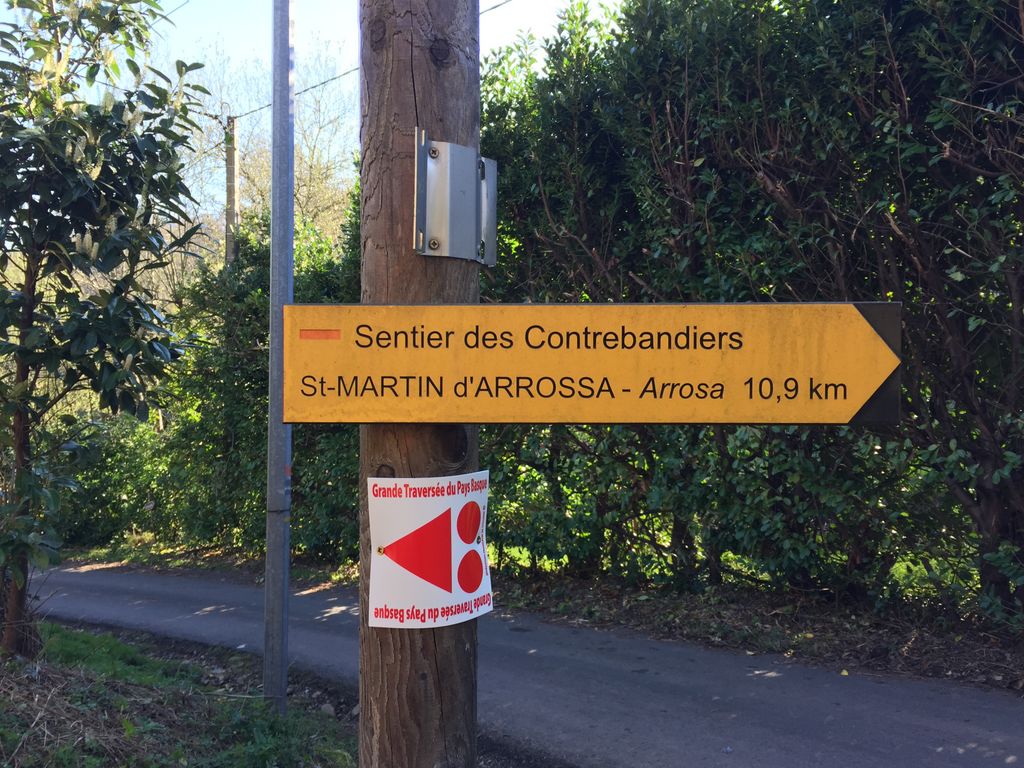 Sentier des Contrebandiers
St-MARTIN d'ARROSSA - Arrosa 10,9 km
Grande Traversée du Pays Basque
Grande Traversée du Pays Basque